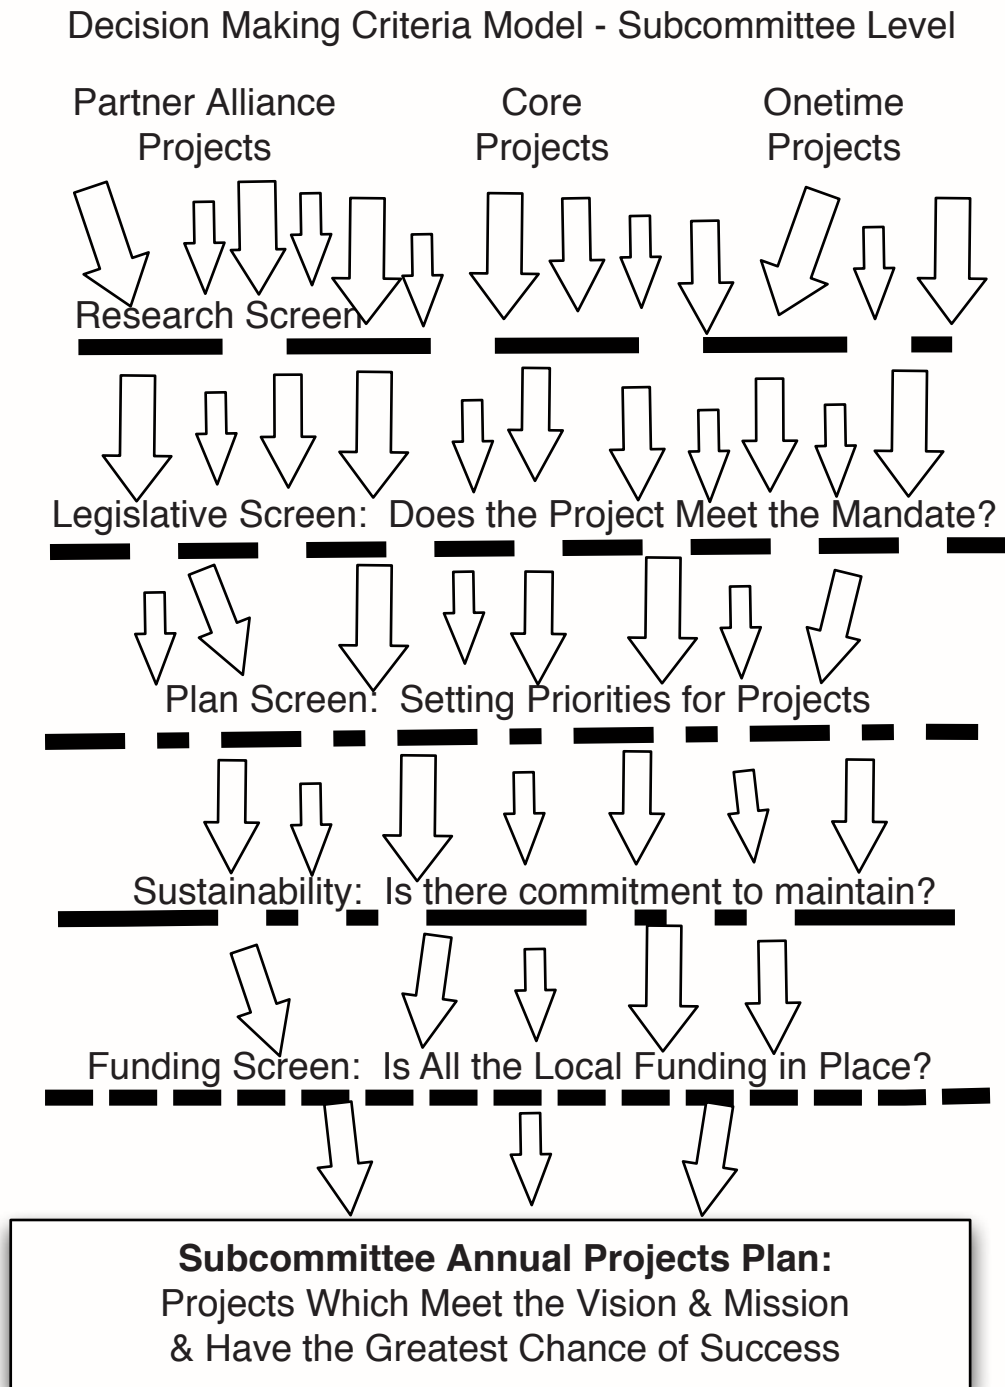 Decision Making Criteria Model - Subcommittee Level
Partner Alliance
Projects
Core
Projects
Onetime
Projects
Research Screen
Legislative Screen: Does the Project Meet the Mandate?
Plan Screen: Setting Priorities for Projects
Sustainability: Is there commitment to maintain?
Funding Screen: Is All the Local Funding in Place?
Subcommittee Annual Projects Plan:
Projects Which Meet the Vision & Mission
& Have the Greatest Chance of Success